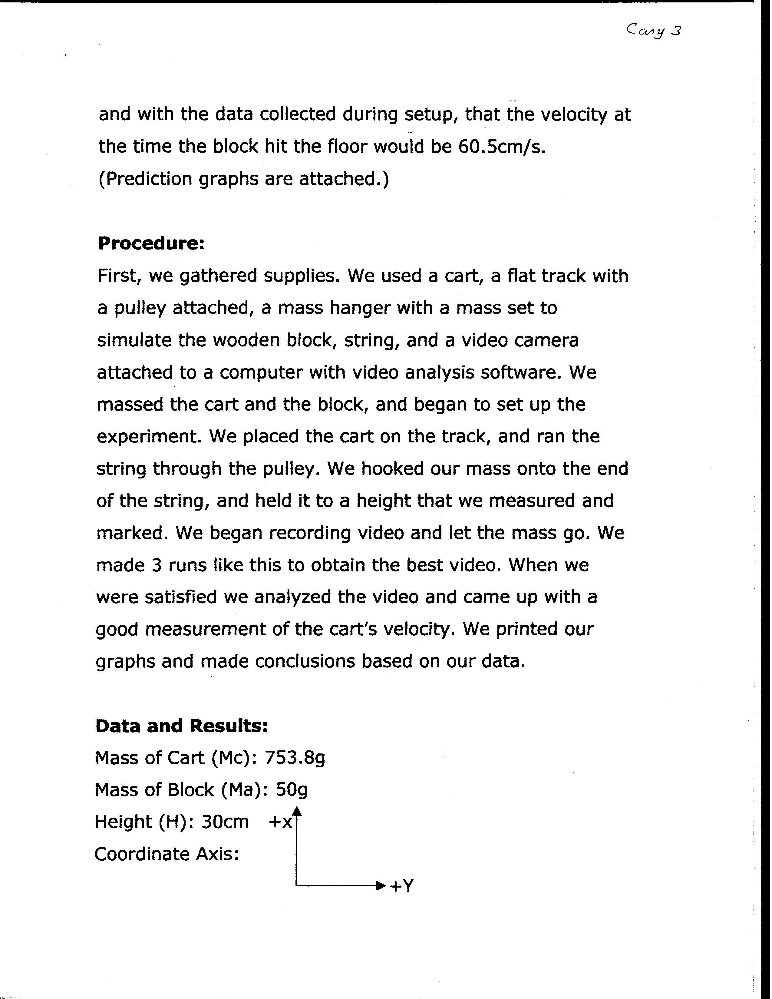 Cary 3
and with the data collected during setup, that the velocity at
the time the block hit the floor would be 60.5cm/s.
(Prediction graphs are attached.)
Procedure:
First, we gathered supplies. We used a cart, a flat track with
a pulley attached, a mass hanger with a mass set to
simulate the wooden block, string, and a video camera
attached to a computer with video analysis software. We
massed the cart and the block, and began to set up the
experiment. We placed the cart on the track, and ran the
string through the pulley. We hooked our mass onto the end
of the string, and held it to a height that we measured and
marked. We began recording video and let the mass go. We
made 3 runs like this to obtain the best video. When we
were satisfied we analyzed the video and came up with a
good measurement of the cart's velocity. We printed our
graphs and made conclusions based on our data.
Data and Results:
Mass of Cart (Mc): 753.8g
Mass of Block (Ma): 50g
Height (H): 30cm +x
Coordinate Axis:
+Y